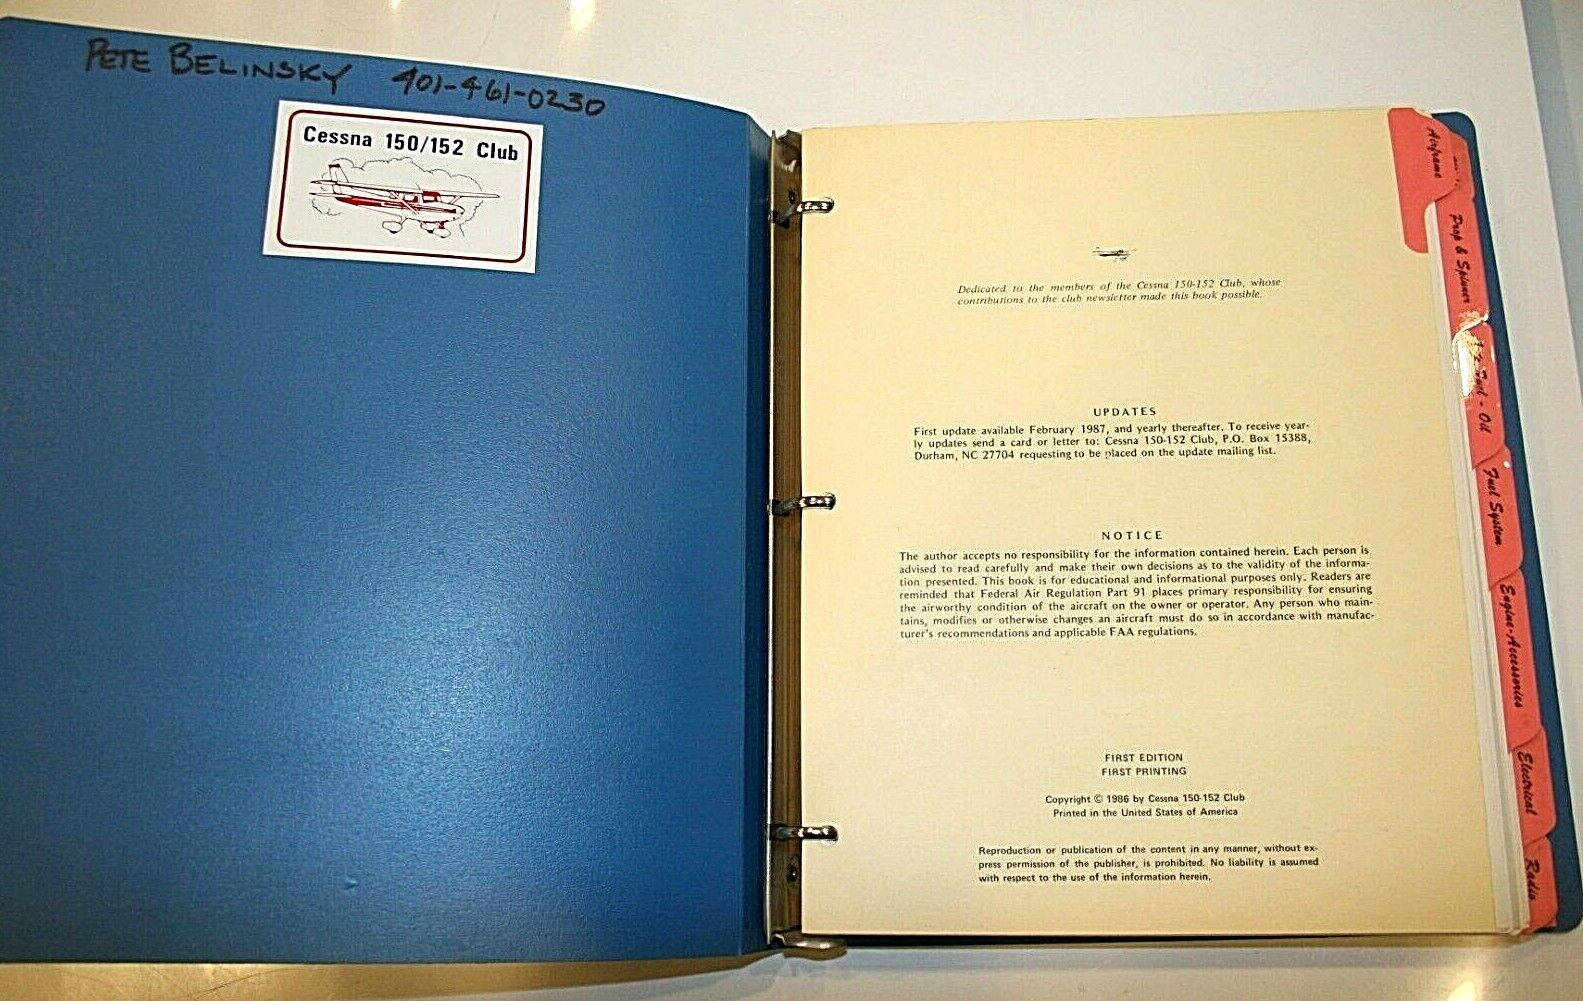 PETE BELINSKY 401-461-0230
Cessna 150/152 Club
Dedicated to the members of the Cessna 150-152 Club, whose
contributions to the club newsletter made this book possible.
UPDATES
First update available February 1987, and yearly thereafter. To receive year-
ly updates send a card or letter to: Cessna 150-152 Club, P.O. Box 15388,
Durham, NC 27704 requesting to be placed on the update mailing list.
NOTICE
The author accepts no responsibility for the information contained herein. Each person is
advised to read carefully and make their own decisions as to the validity of the informa-
tion presented. This book is for educational and informational purposes only. Readers are
reminded that Federal Air Regulation Part 91 places primary responsibility for ensuring
the airworthy condition of the aircraft on the owner or operator. Any person who main-
tains, modifies or otherwise changes an aircraft must do so in accordance with manufac-
turer's recommendations and applicable FAA regulations.
FIRST EDITION
FIRST PRINTING
Copyright © 1986 by Cessna 150-152 Club
Printed in the United States of America
Reproduction or publication of the content in any manner, without ex-
press permission of the publisher, is prohibited. No liability is assumed
with respect to the use of the information herein.
Airframe
Prop & Spinner
Fuel - Oil
Fuel System
Engine-Accessories
Electrical
Radio